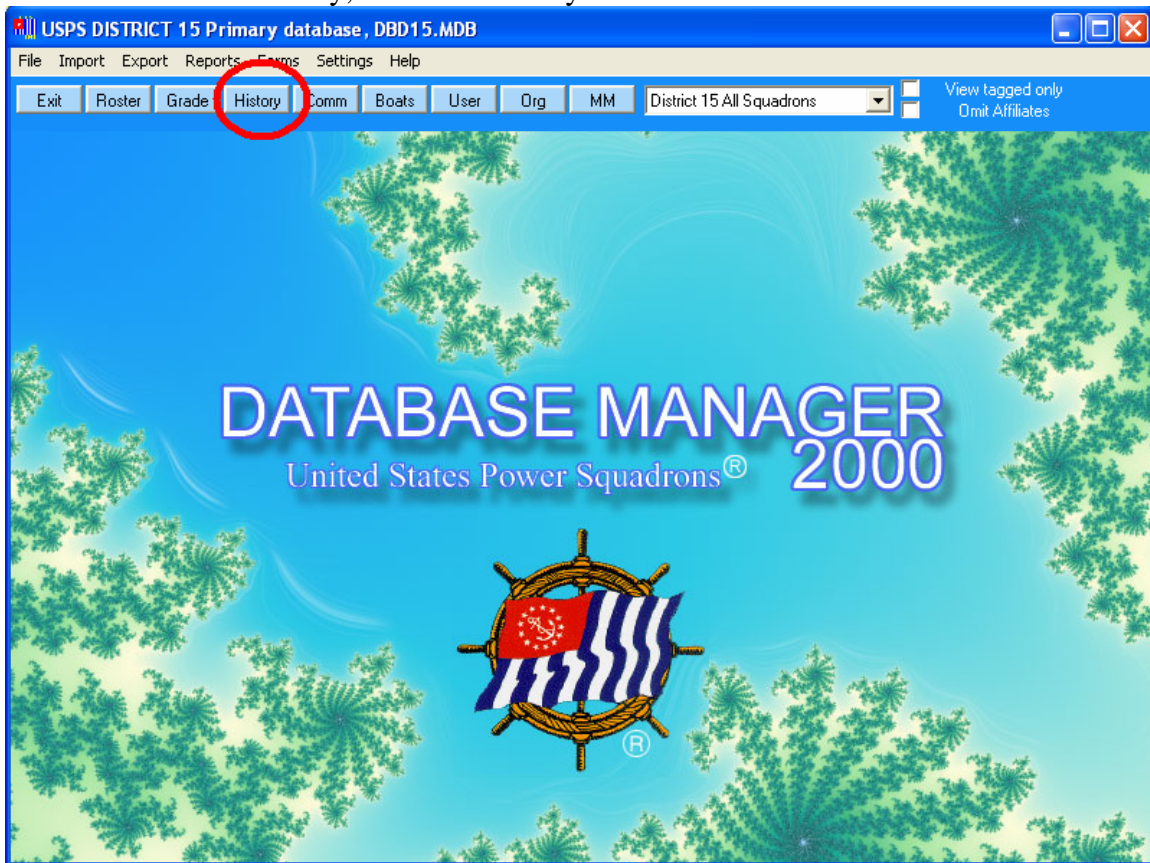 USPS DISTRICT 15 Primary database, DBD15.MDB
File Import Export Reports Forms Settings Help
Exit Roster Grade History Comm Boats User Org MM District 15 All Squadrons View tagged only
Omit Affiliates
DATABASE MANAGER
United States Power Squadrons® 2000
®